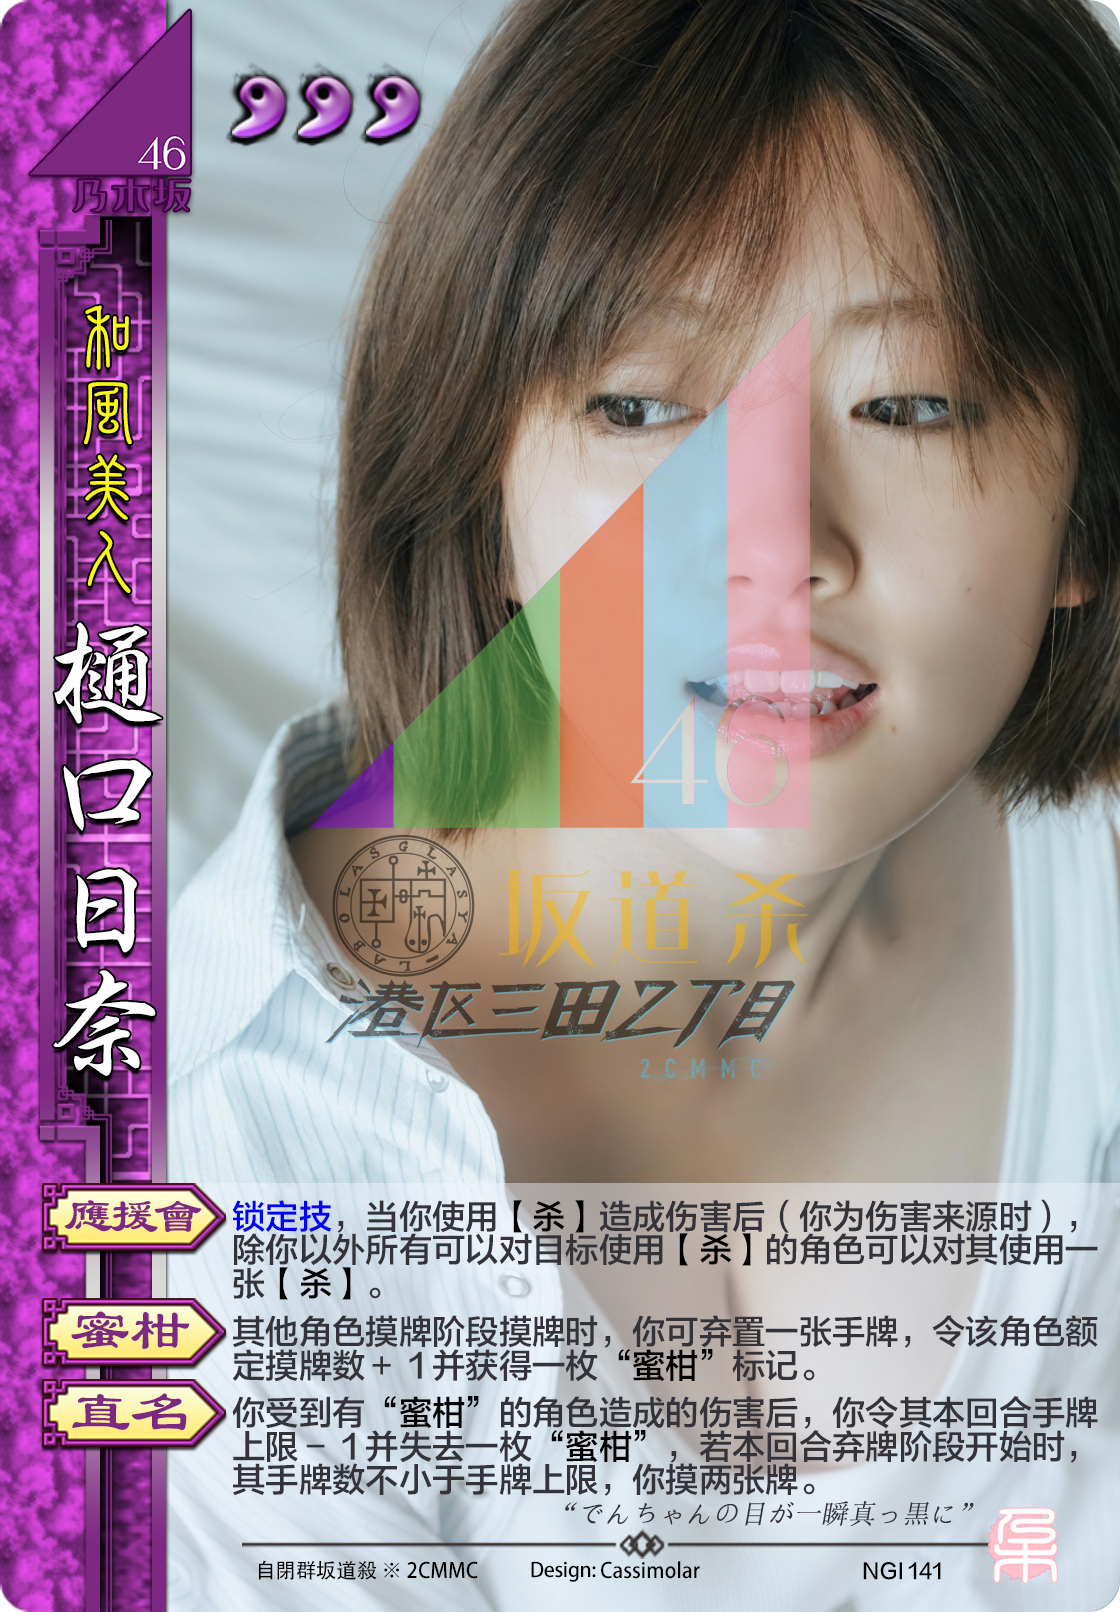 46
乃木坂
和風美人
樋口日奈
46
GLASYA-LABOLAS
坂道杀
港区三田乙丁目
2CMMC
應援會
锁定技，当你使用【杀】造成伤害后（你为伤害来源时），
除你以外所有可以对目标使用【杀】的角色可以对其使用一
张【杀】。
蜜柑
其他角色摸牌阶段摸牌时，你可弃置一张手牌，令该角色额
定摸牌数＋１并获得一枚“蜜柑”标记。
真名
你受到有“蜜柑”的角色造成的伤害后，你令其本回合手牌
上限－１并失去一枚“蜜柑”，若本回合弃牌阶段开始时，
其手牌数不小于手牌上限，你摸两张牌。
“でんちゃんの目が一瞬真っ黒に”
自閉群坂道殺 ※ 2CMMC
Design: Cassimolar
NGI 141